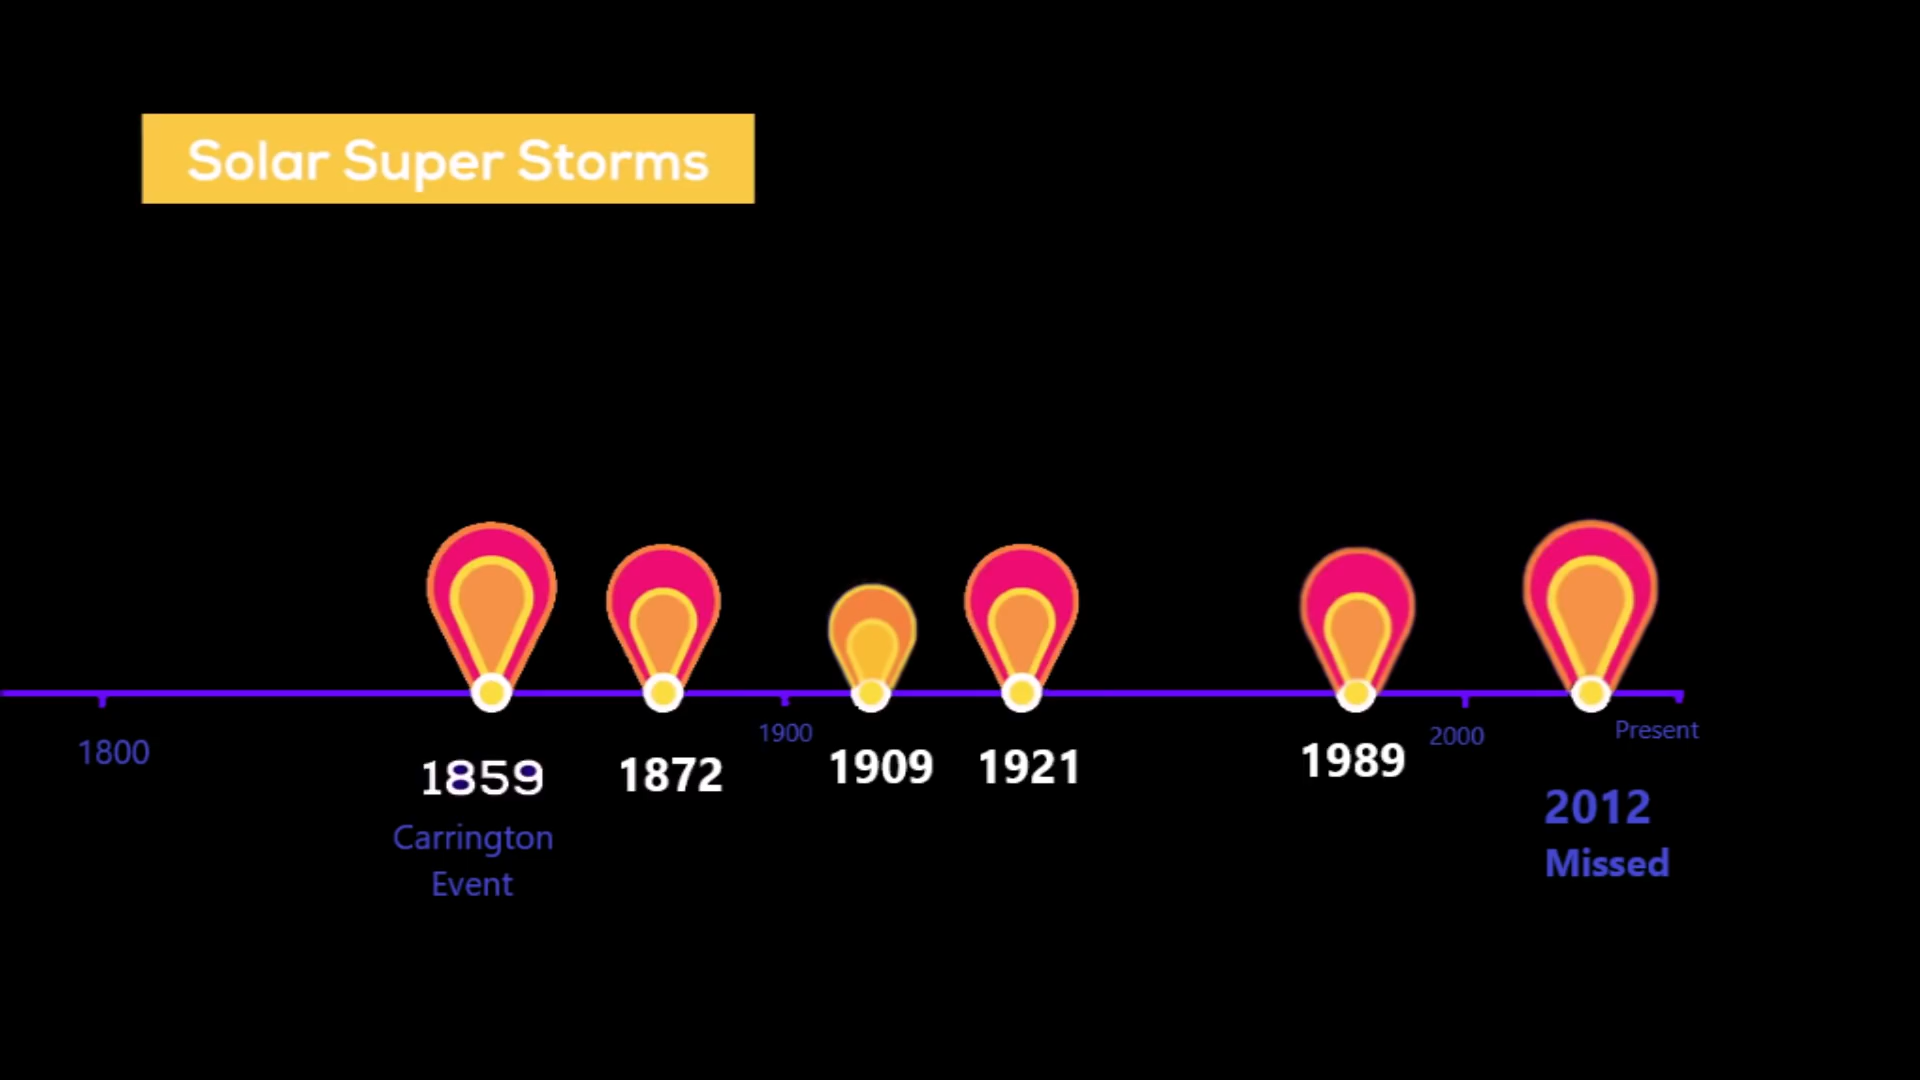 Solar Super Storms
1800
1859
Carrington
Event
1872
1900
1909
1921
1989
2000
Present
2012
Missed